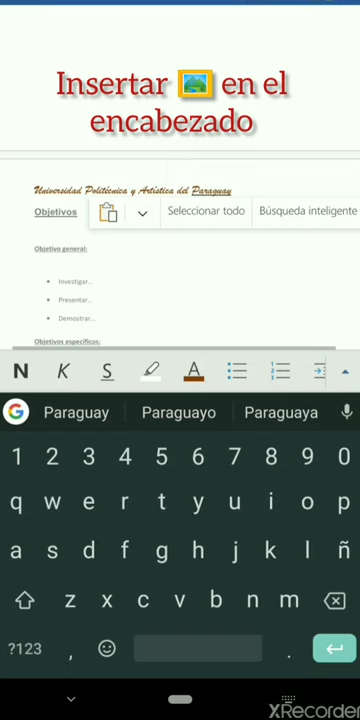 Insertar 🏞️ en el
encabezado
Universidad Politécnica y Artística del Paraguay
Objetivos
Seleccionar todo
Búsqueda inteligente
Objetivo general:
• Investigar...
• Presentar...
• Demostrar...
Objetivos específicos:
N K S A
Paraguay Paraguayo Paraguaya
1 2 3 4 5 6 7 8 9 0
q w e r t y u i o p
a s d f g h j k l ñ
z x c v b n m
?123 , .
XRecorder